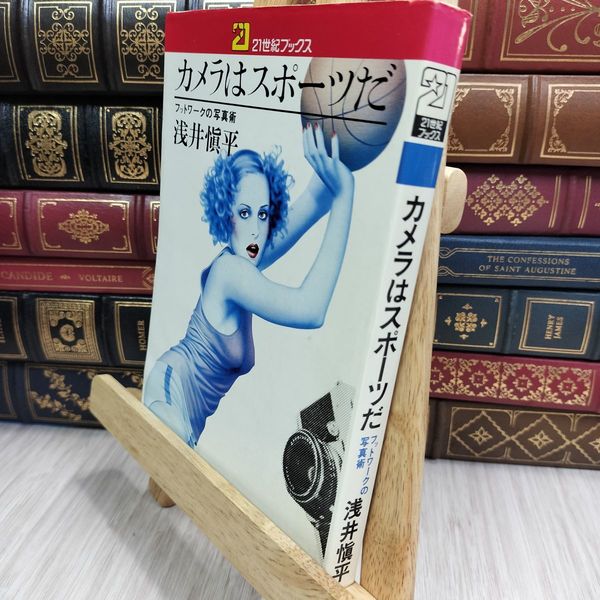 21世紀ブックス
カメラはスポーツだ
フットワークの写真術
浅井愼平
21世紀
ブックス
カメラはスポーツだ
フットワークの
写真術
浅井愼平
CANDIDE VOLTAIRE
HOMER
THE CONFESSIONS
OF SAINT AUGUSTINE
HENRY
JAMES